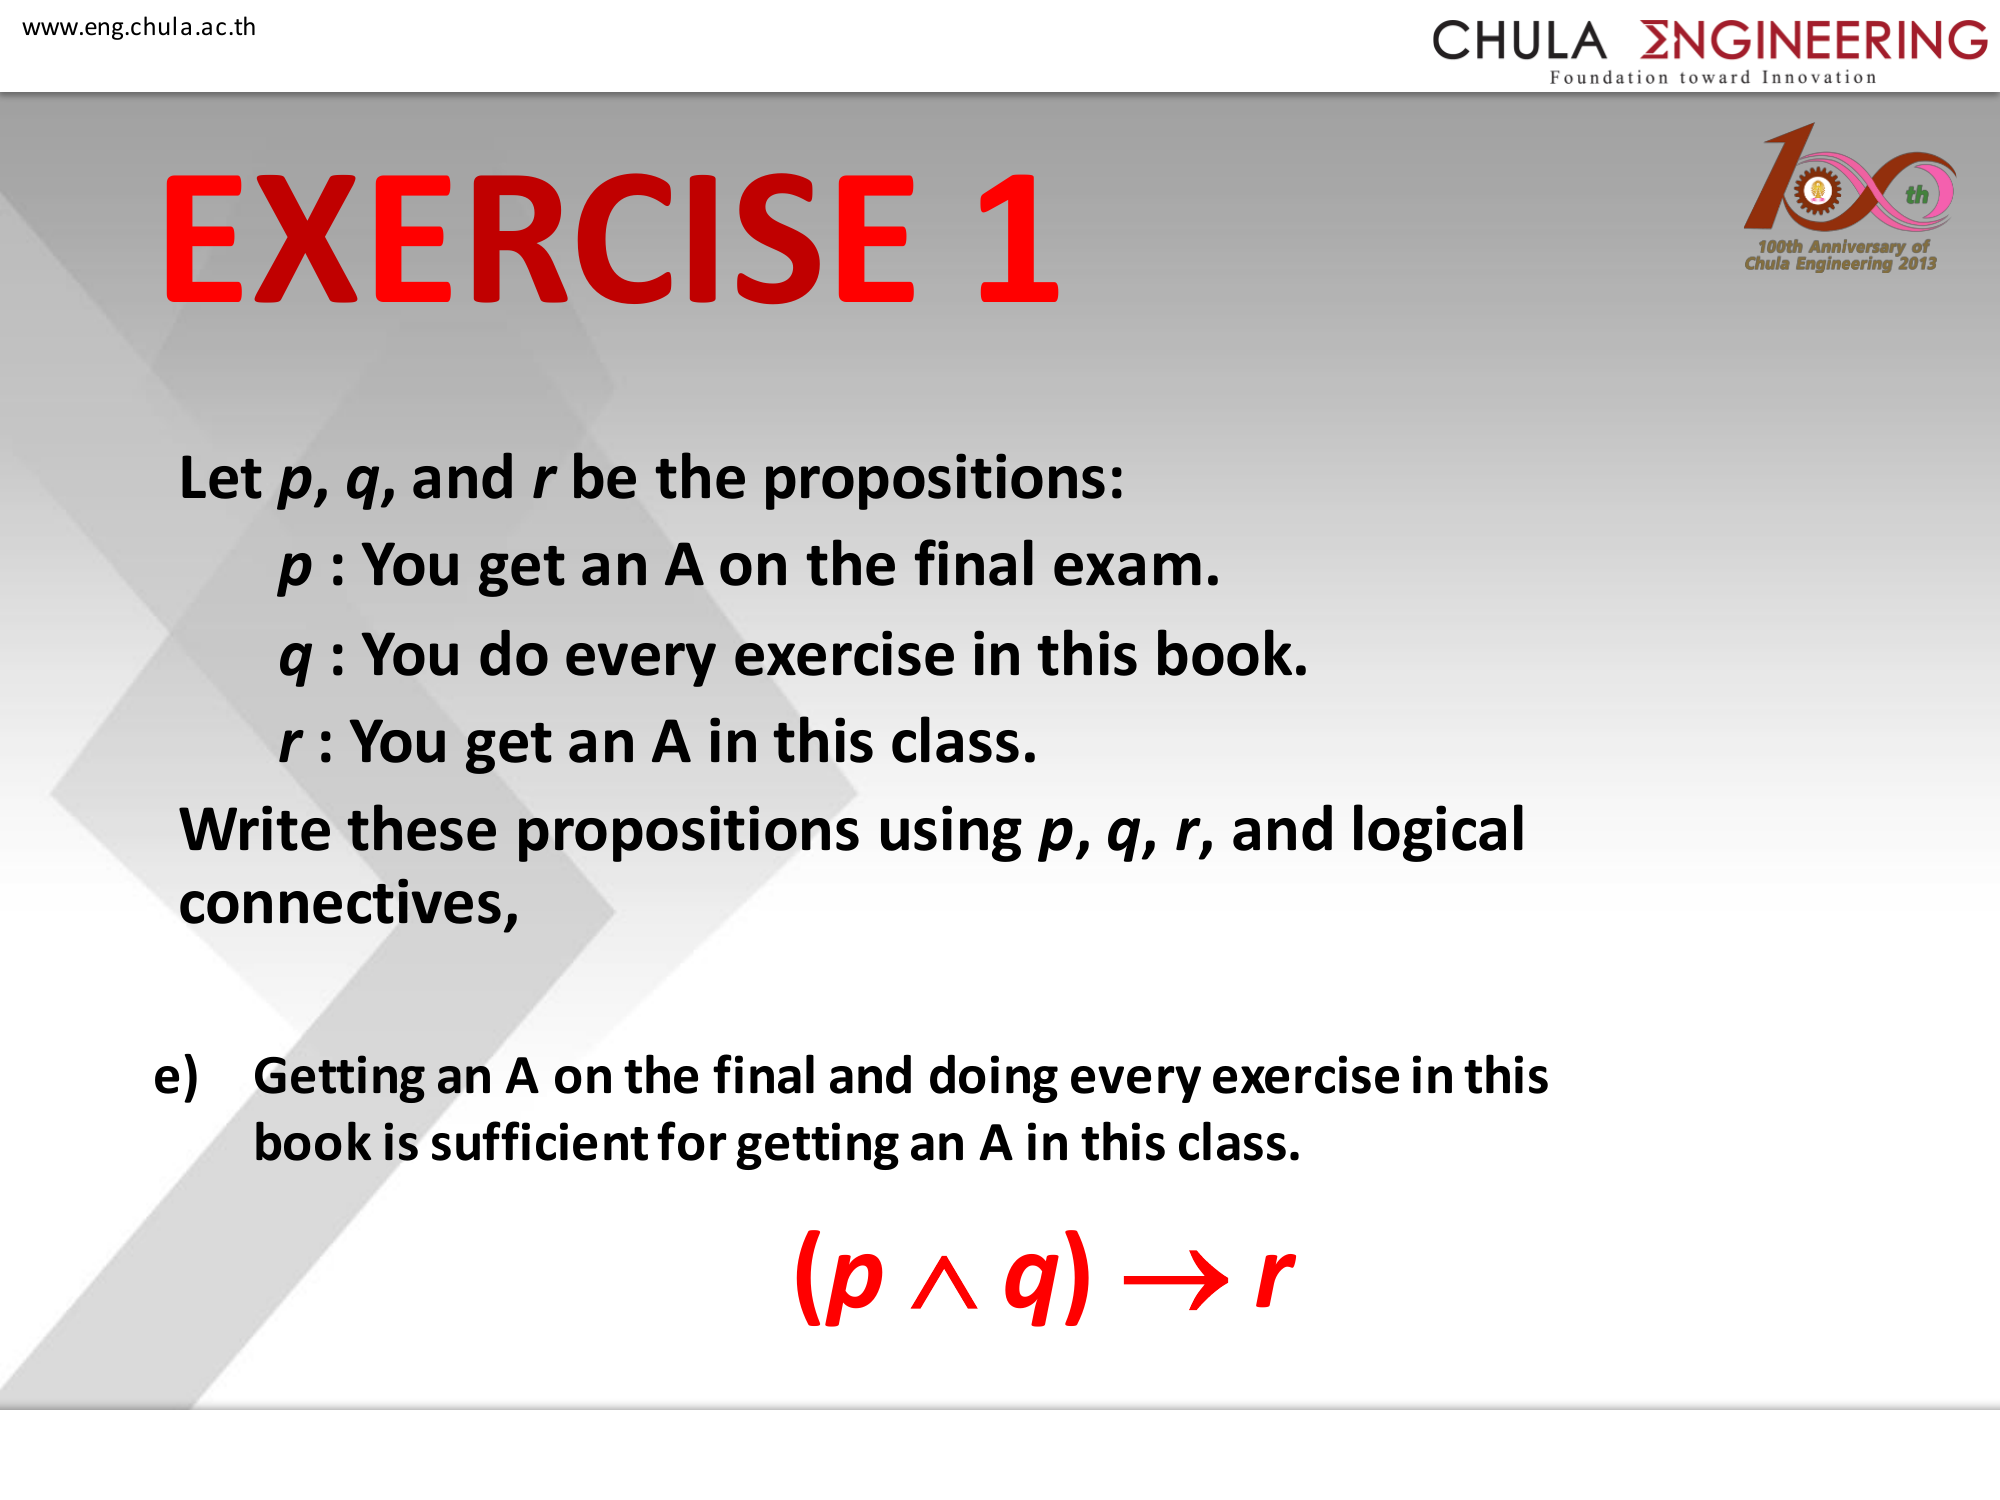 www.eng.chula.ac.th
CHULA ΣNGINEERING
Foundation toward Innovation
100th
100th Anniversary of
Chula Engineering 2013
EXERCISE 1
Let p, q, and r be the propositions:
p : You get an A on the final exam.
q : You do every exercise in this book.
r : You get an A in this class.
Write these propositions using p, q, r, and logical
connectives,
e) Getting an A on the final and doing every exercise in this
book is sufficient for getting an A in this class.
(p ∧ q) → r